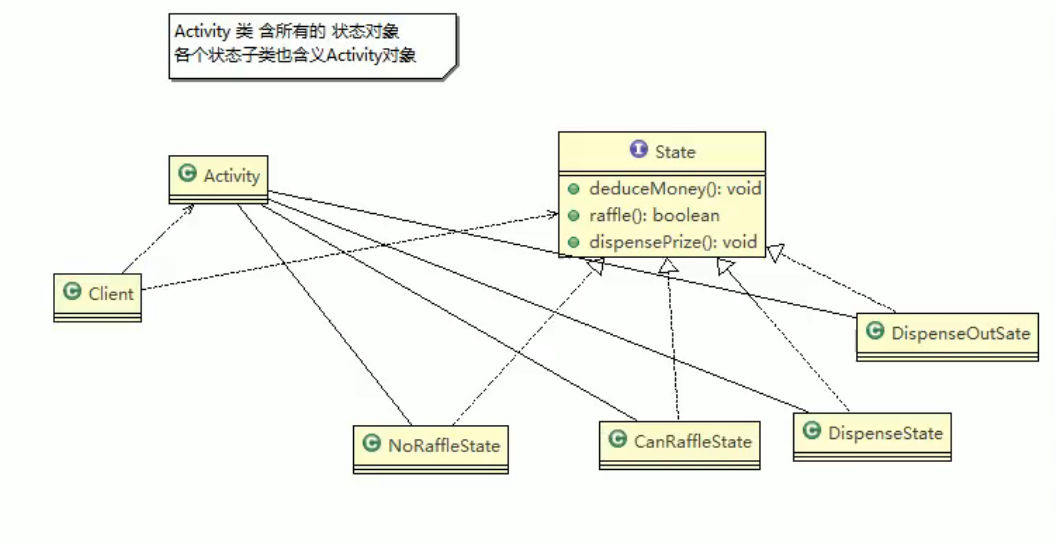 Activity 类 含所有的 状态对象
各个状态子类也含义Activity对象
I State
deduceMoney(): void
raffle(): boolean
dispensePrize(): void
C Activity
C Client
C DispenseOutSate
C NoRaffleState
C CanRaffleState
C DispenseState